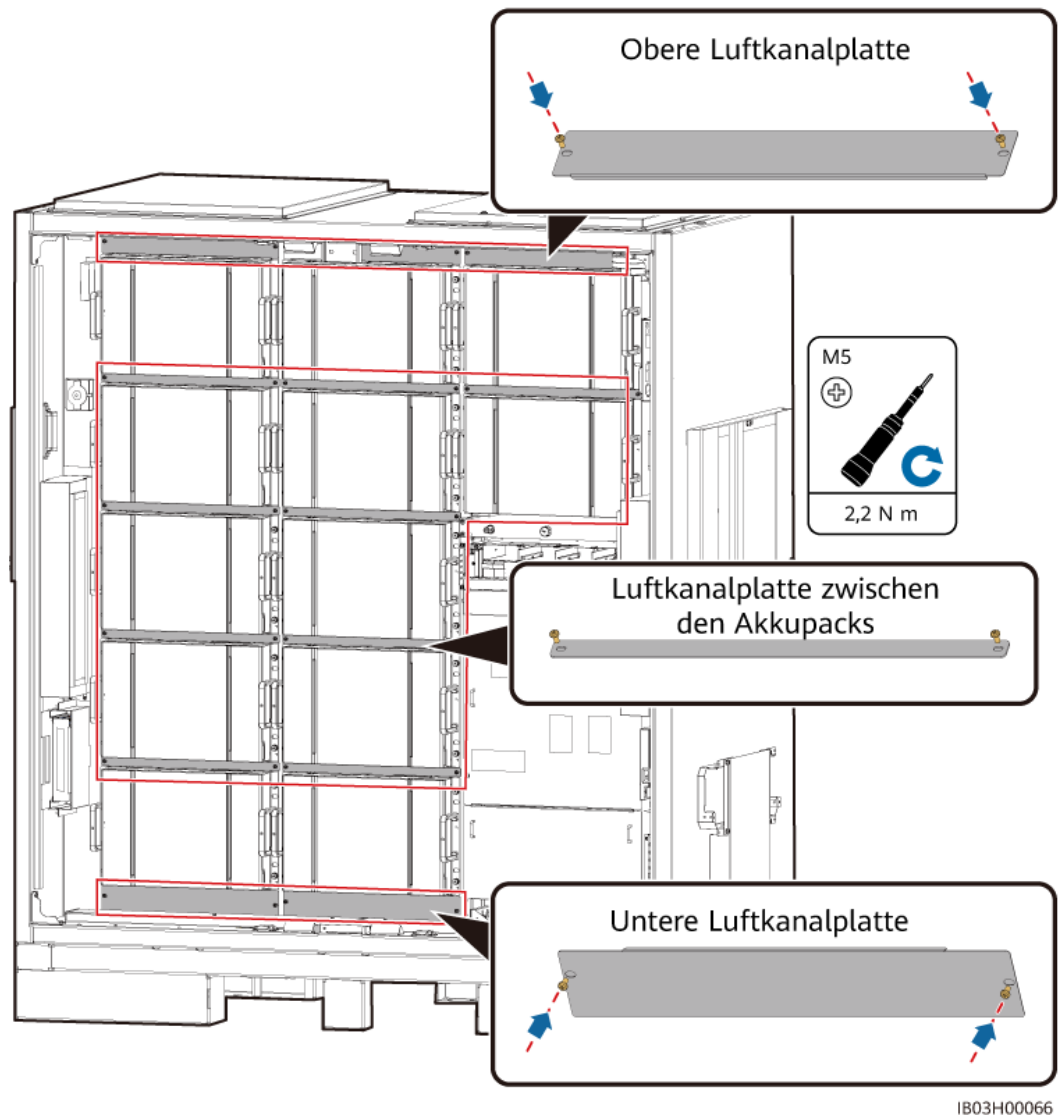 Obere Luftkanalplatte
M5
2,2 N m
Luftkanalplatte zwischen
den Akkupacks
Untere Luftkanalplatte
IB03H00066